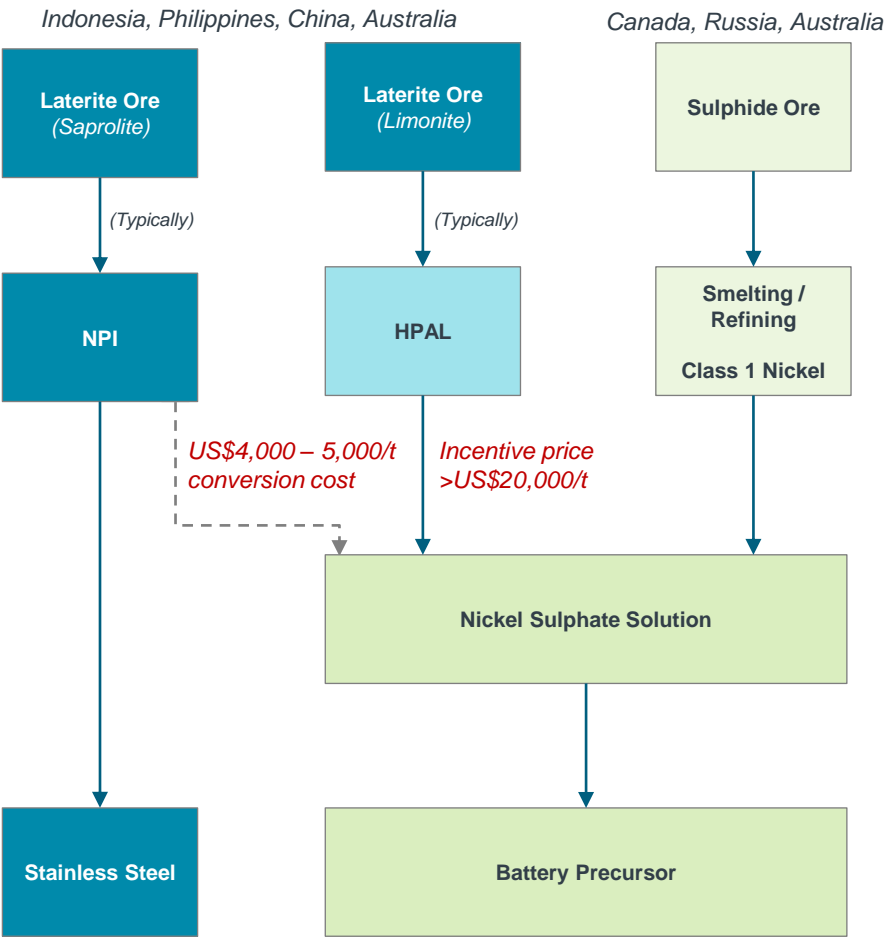 Indonesia, Philippines, China, Australia
Canada, Russia, Australia
Laterite Ore
(Saprolite)
Laterite Ore
(Limonite)
Sulphide Ore
(Typically)
(Typically)
NPI
HPAL
Smelting /
Refining
Class 1 Nickel
US$4,000 – 5,000/t
conversion cost
Incentive price
>US$20,000/t
Nickel Sulphate Solution
Stainless Steel
Battery Precursor